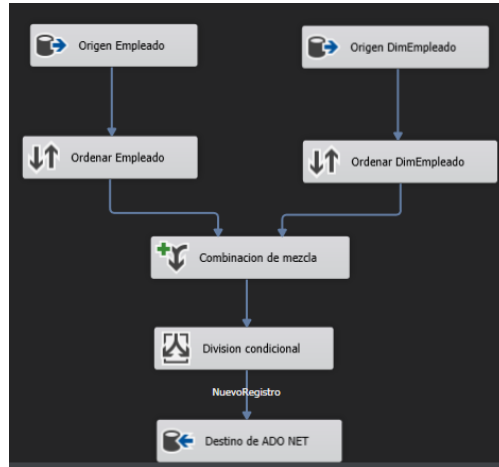 Origen Empleado
Origen DimEmpleado
Ordenar Empleado
Ordenar DimEmpleado
Combinacion de mezcla
Division condicional
NuevoRegistro
Destino de ADO NET